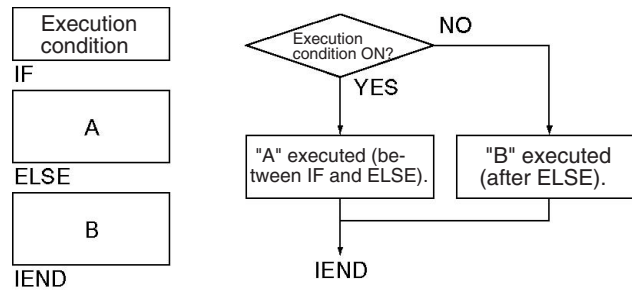 Execution
condition
IF
A
ELSE
B
IEND
Execution
condition ON?
NO
YES
"A" executed (be-
tween IF and ELSE).
"B" executed
(after ELSE).
IEND